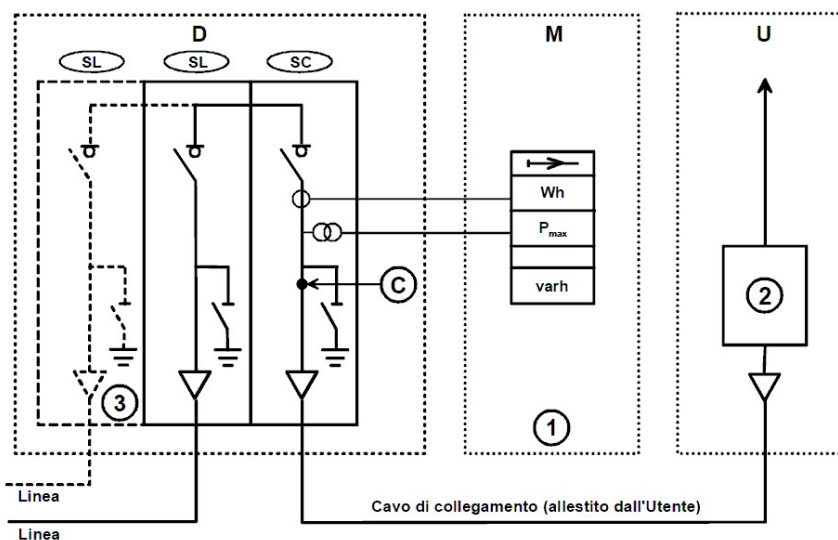 D
M
U
SL
SL
SC
Wh
Pmax
varh
C
2
3
1
Linea
Linea
Cavo di collegamento (allestito dall'Utente)